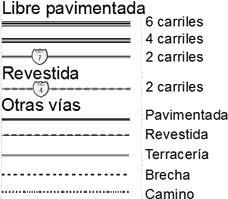 Libre pavimentada
6 carriles
4 carriles
7
2 carriles
Revestida
4
2 carriles
Otras vías
Pavimentada
Revestida
Terracería
Brecha
Camino